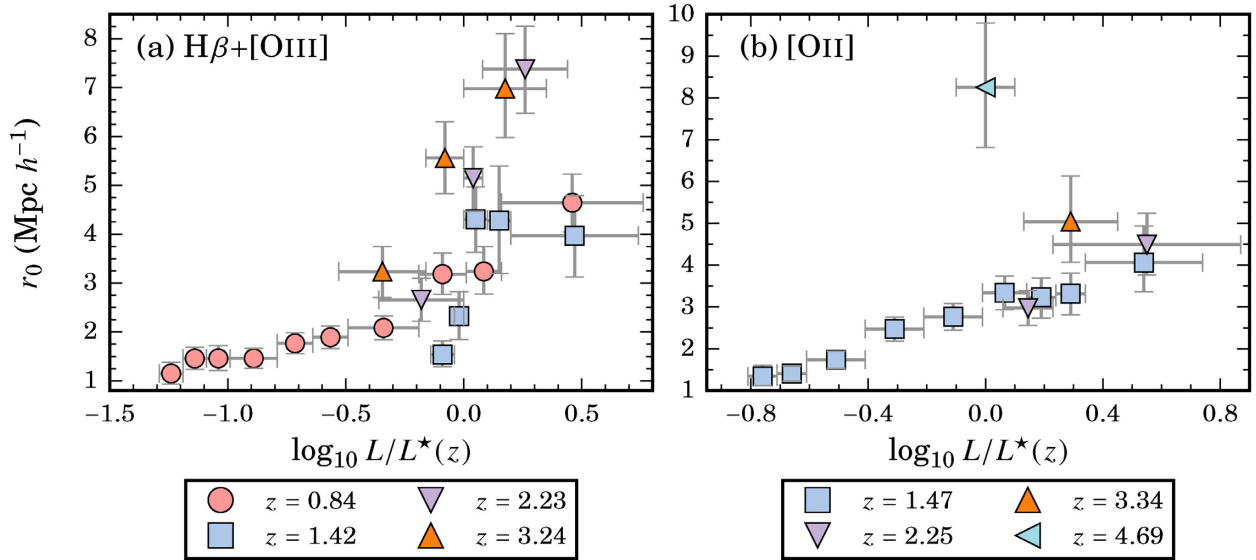 (a) Hβ+[OIII]
r₀ (Mpc h⁻¹)
8
7
6
5
4
3
2
1
−1.5 −1.0 −0.5 0.0 0.5
log₁₀ L/L⋆(z)
z = 0.84 z = 2.23
z = 1.42 z = 3.24
(b) [OII]
10
9
8
7
6
5
4
3
2
1
−0.8 −0.4 0.0 0.4 0.8
log₁₀ L/L⋆(z)
z = 1.47 z = 3.34
z = 2.25 z = 4.69